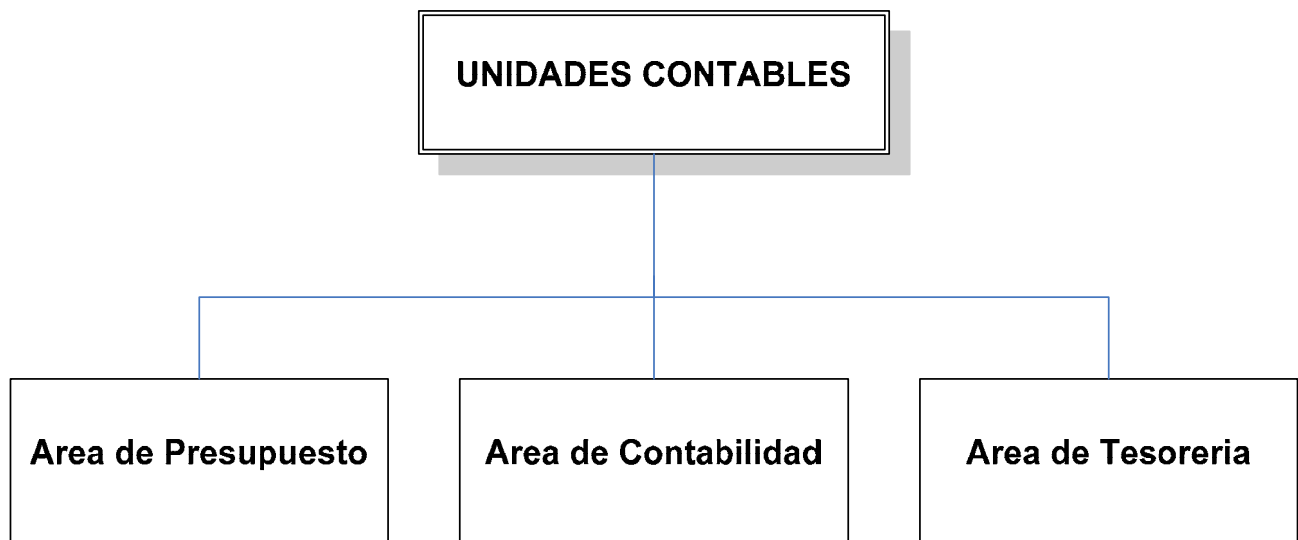 UNIDADES CONTABLES
Area de Presupuesto
Area de Contabilidad
Area de Tesoreria